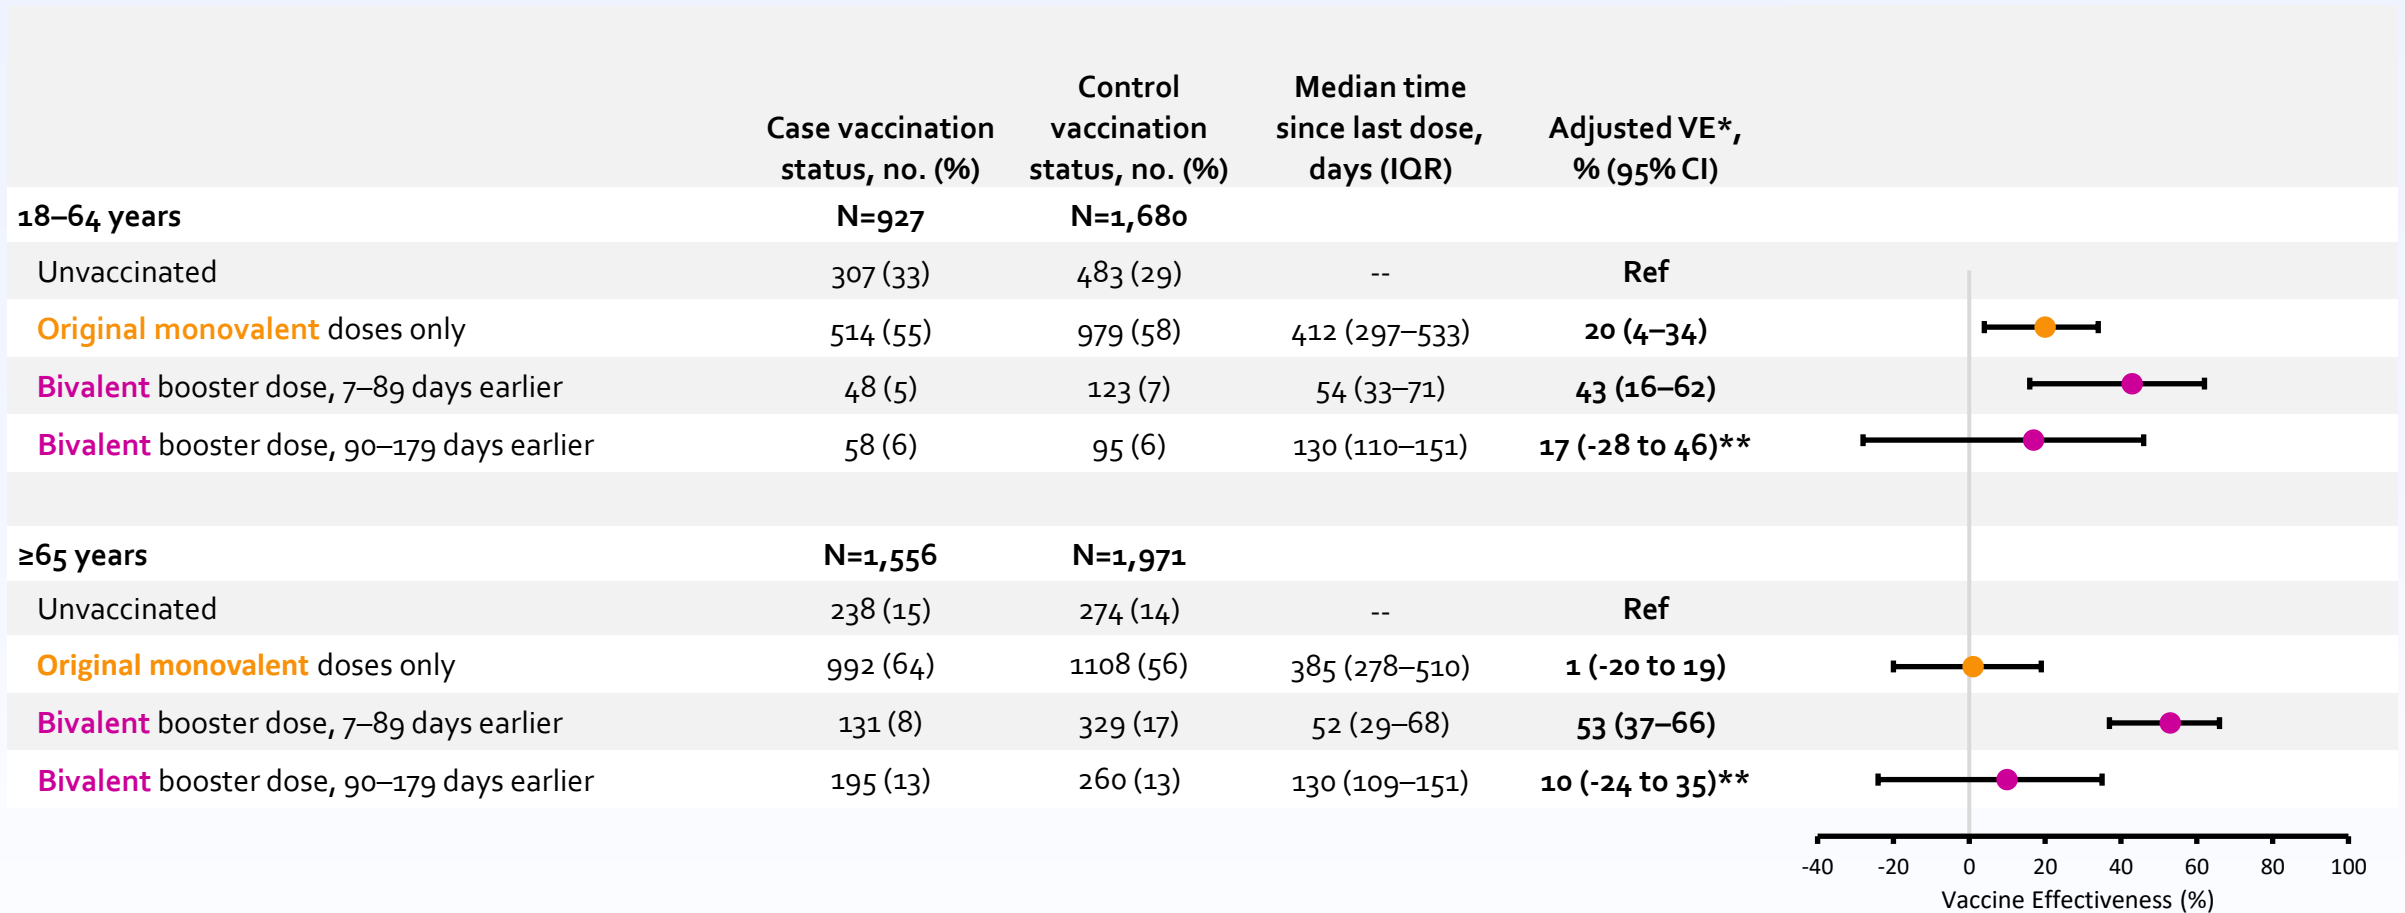 Case vaccination status, no. (%)
Control vaccination status, no. (%)
Median time since last dose, days (IQR)
Adjusted VE*, % (95% CI)
18–64 years N=927 N=1,680
Unvaccinated 307 (33) 483 (29) -- Ref
Original monovalent doses only 514 (55) 979 (58) 412 (297–533) 20 (4–34)
Bivalent booster dose, 7–89 days earlier 48 (5) 123 (7) 54 (33–71) 43 (16–62)
Bivalent booster dose, 90–179 days earlier 58 (6) 95 (6) 130 (110–151) 17 (-28 to 46)**
≥65 years N=1,556 N=1,971
Unvaccinated 238 (15) 274 (14) -- Ref
Original monovalent doses only 992 (64) 1108 (56) 385 (278–510) 1 (-20 to 19)
Bivalent booster dose, 7–89 days earlier 131 (8) 329 (17) 52 (29–68) 53 (37–66)
Bivalent booster dose, 90–179 days earlier 195 (13) 260 (13) 130 (109–151) 10 (-24 to 35)**
-40 -20 0 20 40 60 80 100
Vaccine Effectiveness (%)